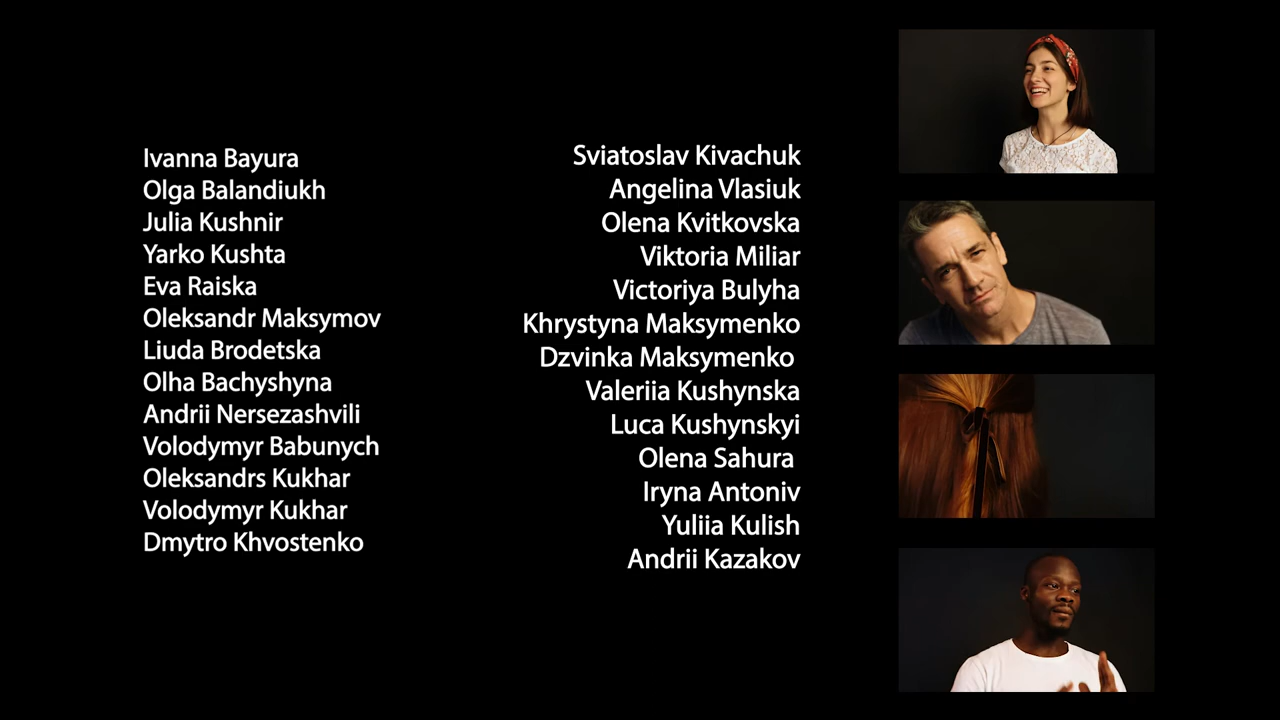 Ivanna Bayura
Olga Balandiukh
Julia Kushnir
Yarko Kushta
Eva Raiska
Oleksandr Maksymov
Liuda Brodetska
Olha Bachyshyna
Andrii Nersezashvili
Volodymyr Babunych
Oleksandrs Kukhar
Volodymyr Kukhar
Dmytro Khvostenko
Sviatoslav Kivachuk
Angelina Vlasiuk
Olena Kvitkovska
Viktoria Miliar
Victoriya Bulyha
Khrystyna Maksymenko
Dzvinka Maksymenko
Valeriia Kushynska
Luca Kushynskyi
Olena Sahura
Iryna Antoniv
Yuliia Kulish
Andrii Kazakov